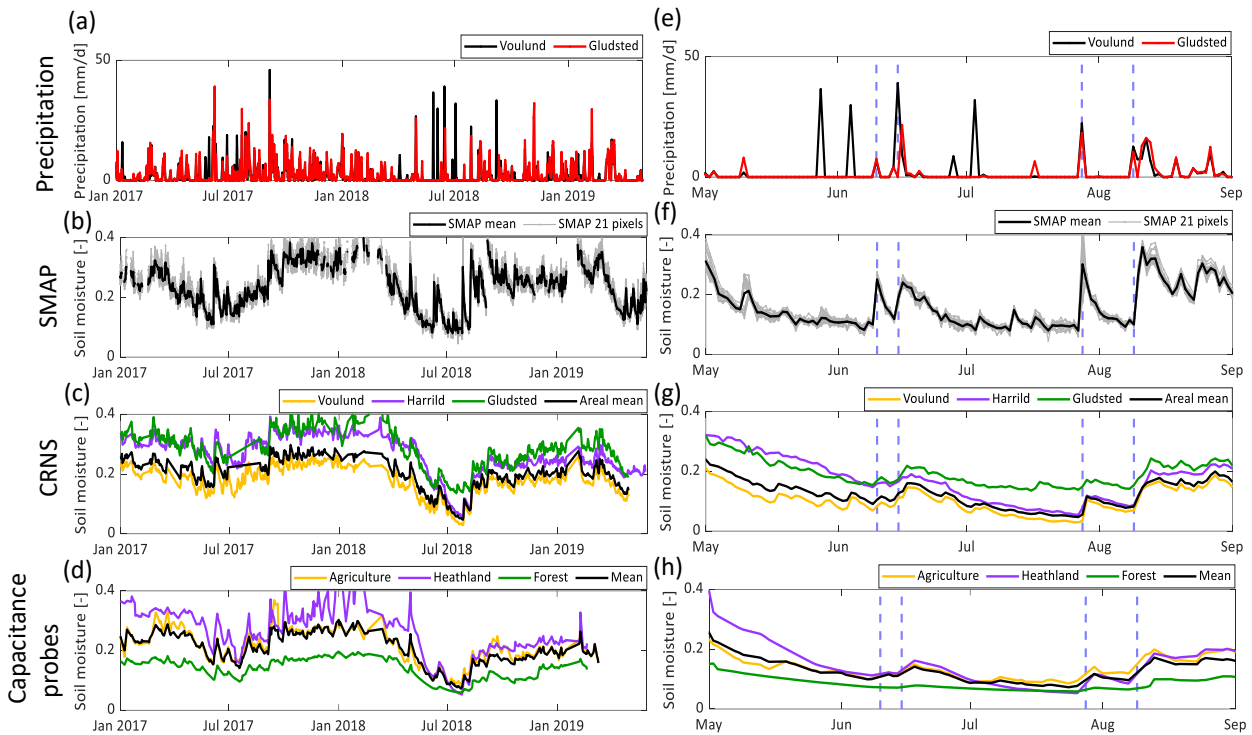 (a)
Voulund Gludsted
Precipitation
Precipitation [mm/d]
50
0
Jan 2017 Jul 2017 Jan 2018 Jul 2018 Jan 2019
(e)
Voulund Gludsted
Precipitation [mm/d]
50
0
May Jun Jul Aug Sep
(b)
SMAP mean SMAP 21 pixels
SMAP
Soil moisture [-]
0.4
0.2
0
Jan 2017 Jul 2017 Jan 2018 Jul 2018 Jan 2019
(f)
SMAP mean SMAP 21 pixels
Soil moisture [-]
0.4
0.2
0
May Jun Jul Aug Sep
(c)
Voulund Harrild Gludsted Areal mean
CRNS
Soil moisture [-]
0.4
0.2
0
Jan 2017 Jul 2017 Jan 2018 Jul 2018 Jan 2019
(g)
Voulund Harrild Gludsted Areal mean
Soil moisture [-]
0.4
0.2
0
May Jun Jul Aug Sep
(d)
Agriculture Heathland Forest Mean
Capacitance
probes
Soil moisture [-]
0.4
0.2
0
Jan 2017 Jul 2017 Jan 2018 Jul 2018 Jan 2019
(h)
Agriculture Heathland Forest Mean
Soil moisture [-]
0.4
0.2
0
May Jun Jul Aug Sep